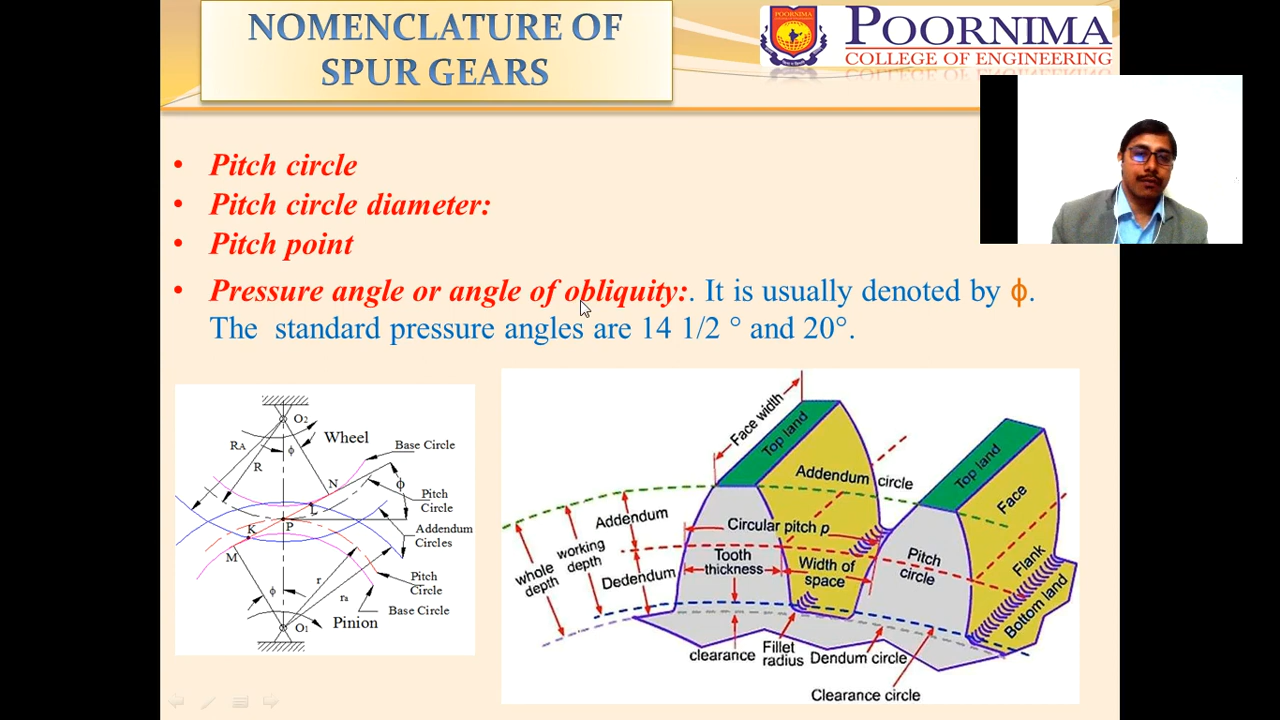 NOMENCLATURE OF
SPUR GEARS
POORNIMA
COLLEGE OF ENGINEERING
• Pitch circle
• Pitch circle diameter:
• Pitch point
• Pressure angle or angle of obliquity:. It is usually denoted by ϕ.
The standard pressure angles are 14 1/2 ° and 20°.
O2
Wheel
RA
ϕ
R
Base Circle
N
ϕ
Pitch
Circle
L
K
P
Addendum
Circles
M
Pitch
Circle
r
ϕ
ra
Base Circle
O1
Pinion
Face width
Top land
Top land
Addendum circle
Face
Addendum
Circular pitch p
whole
depth
working
depth
Tooth
thickness
Width of
space
Pitch
circle
Flank
Dedendum
Bottom land
clearance
Fillet
radius
Dendum circle
Clearance circle